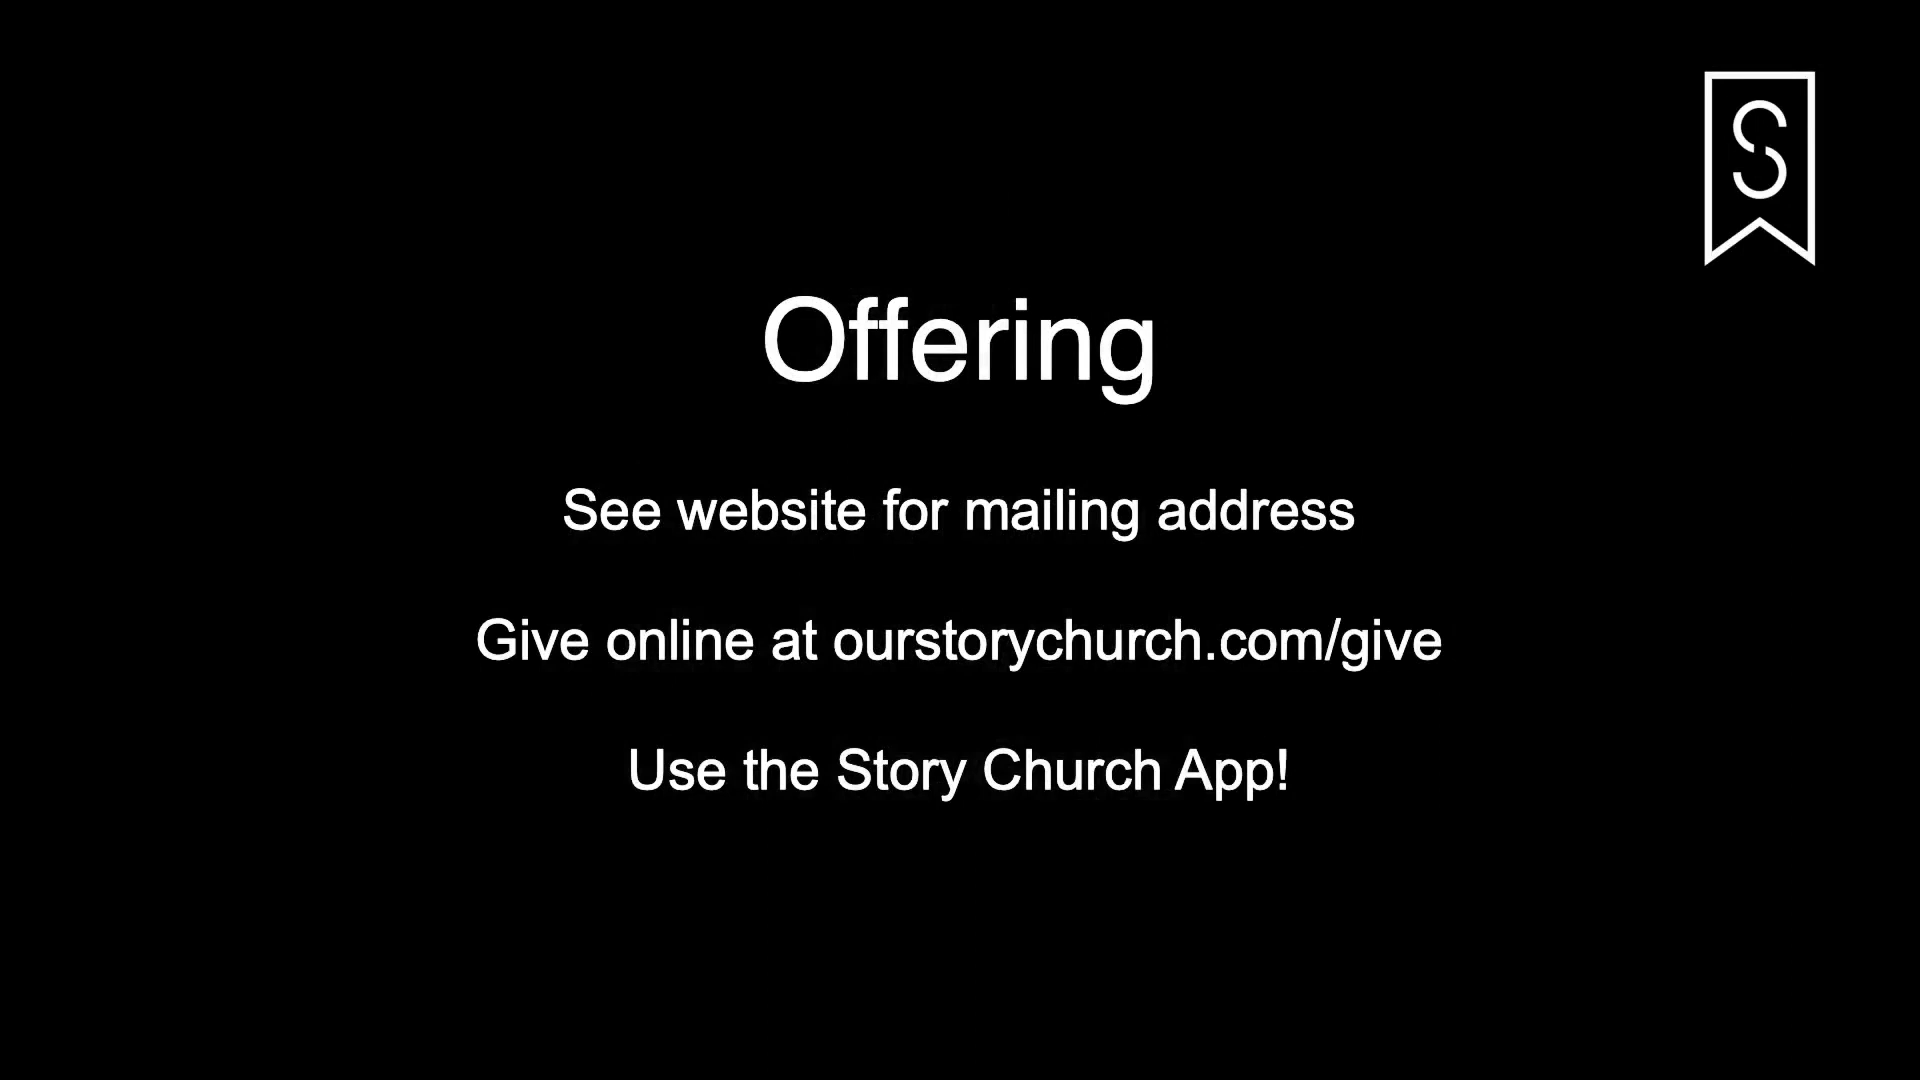 S
Offering
See website for mailing address
Give online at ourstorychurch.com/give
Use the Story Church App!